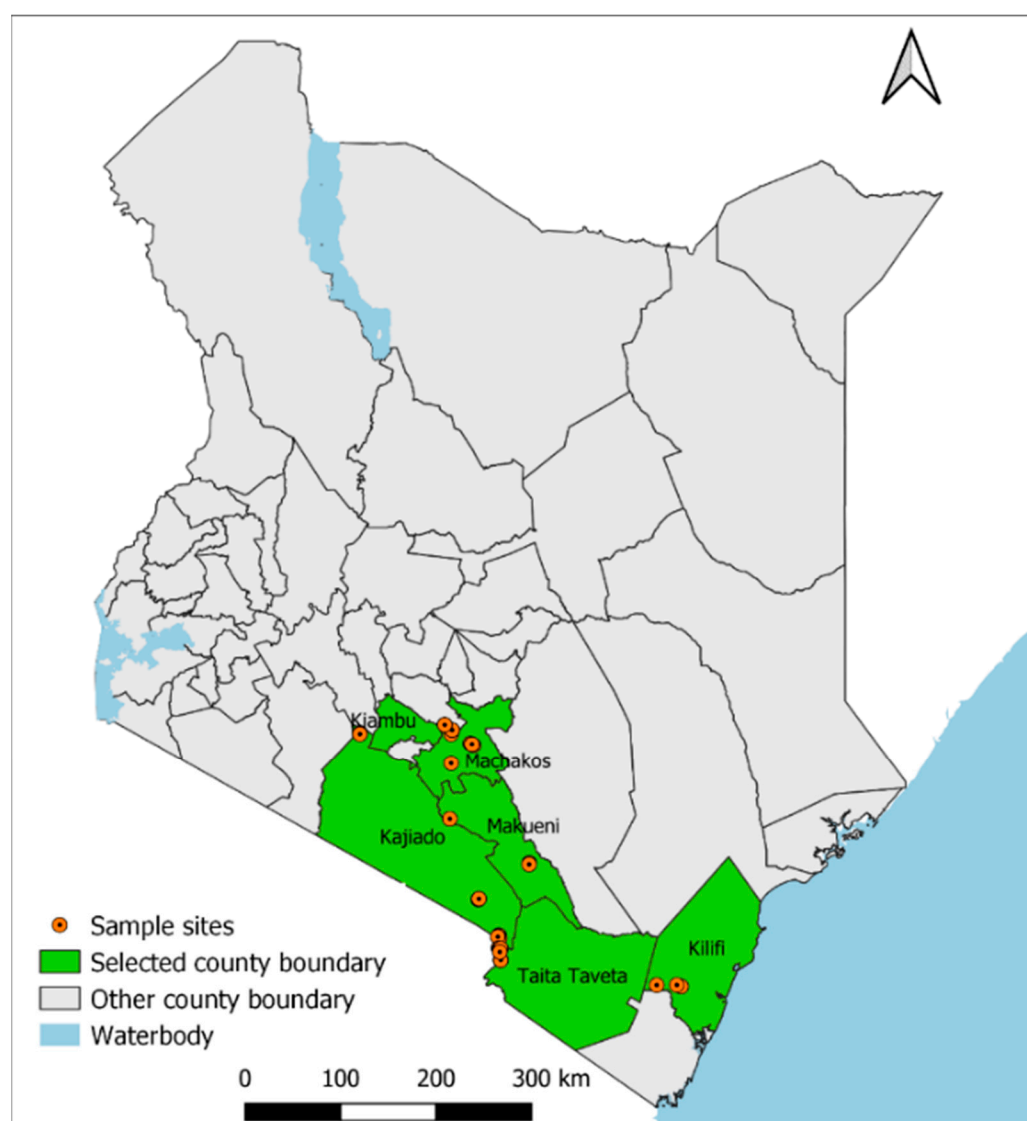 Kiambu
Machakos
Makueni
Kajiado
Kilifi
Taita Taveta
Sample sites
Selected county boundary
Other county boundary
Waterbody
0 100 200 300 km